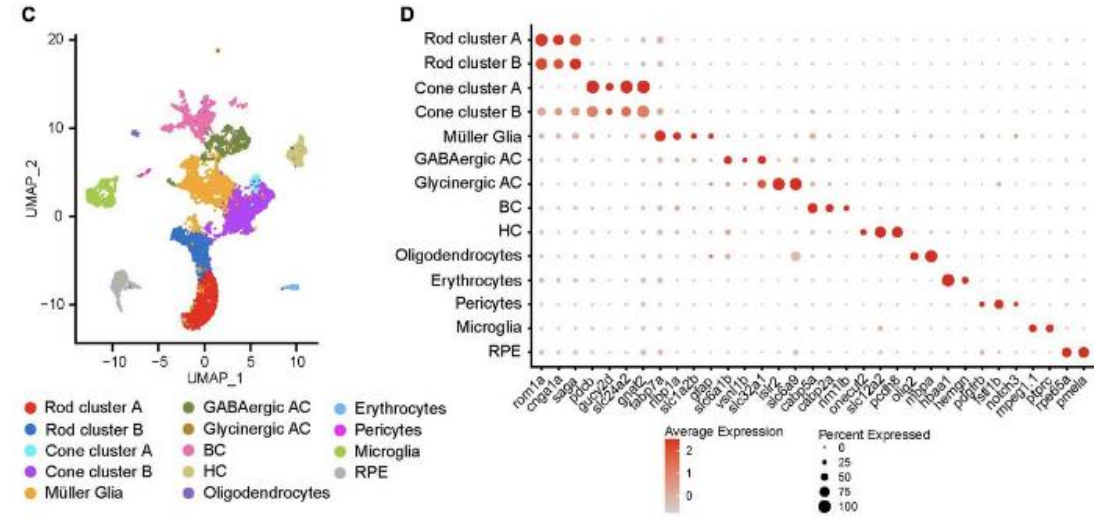 C
20
10
0
−10
UMAP_2
−10 −5 0 5 10
UMAP_1
Rod cluster A
Rod cluster B
Cone cluster A
Cone cluster B
Müller Glia
GABAergic AC
Glycinergic AC
BC
HC
Oligodendrocytes
Erythrocytes
Pericytes
Microglia
RPE
D
Rod cluster A
Rod cluster B
Cone cluster A
Cone cluster B
Müller Glia
GABAergic AC
Glycinergic AC
BC
HC
Oligodendrocytes
Erythrocytes
Pericytes
Microglia
RPE
rom1a
cnga1a
saga
pdcb
gucy2d
slc24a2
gnat2
fabp7a
rlbp1a
slc1a2b
gfap
slc6a1b
vsnl1b
slc32a1
tsir2
slc6a9
cabp5a
cabp2a
nrn1lb
onecut2
slc12a2
pcdh8
olig2
mbpa
hbaa1
hemgn
pdgfrb
notch3
mpeg1.1
ptprc
rpe65a
pmela
Average Expression
2
1
0
Percent Expressed
0
25
50
75
100